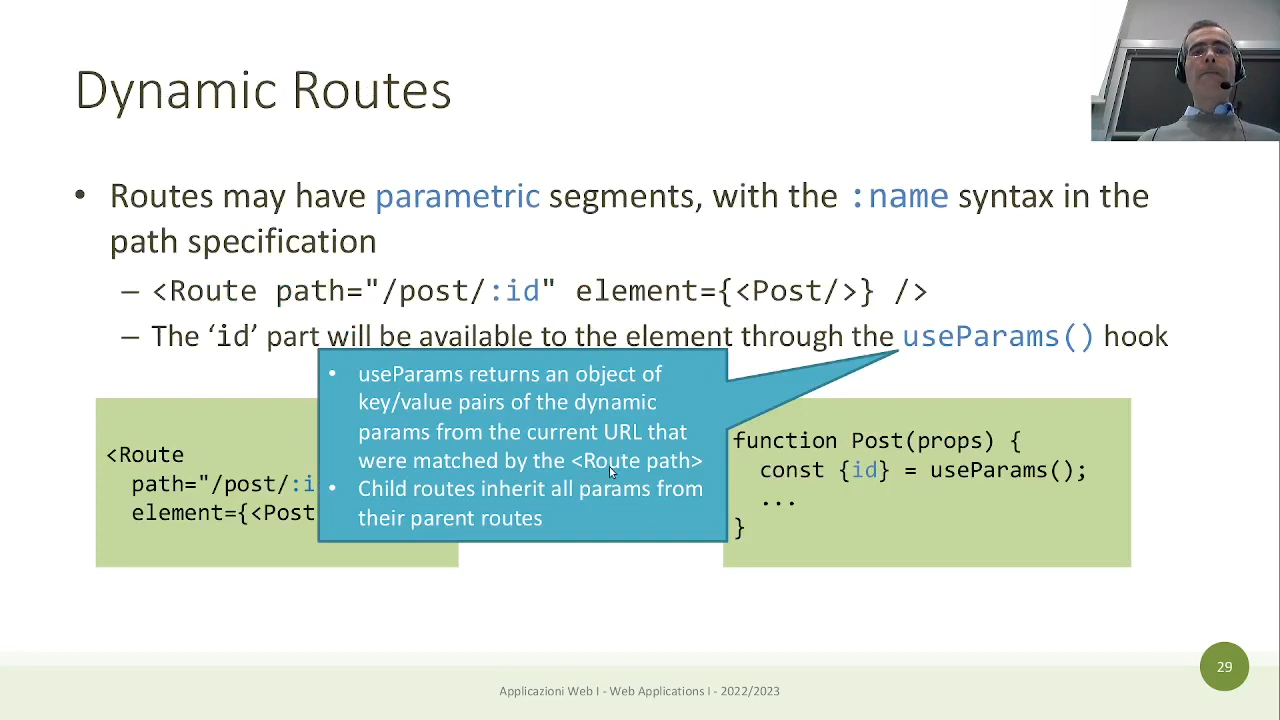 Dynamic Routes
• Routes may have parametric segments, with the :name syntax in the
path specification
– <Route path="/post/:id" element={<Post/>} />
– The ‘id’ part will be available to the element through the useParams() hook
• useParams returns an object of
key/value pairs of the dynamic
params from the current URL that
were matched by the <Route path>
• Child routes inherit all params from
their parent routes
<Route
path="/post/:i
element={<Post
function Post(props) {
const {id} = useParams();
...
}
Applicazioni Web I - Web Applications I - 2022/2023
29